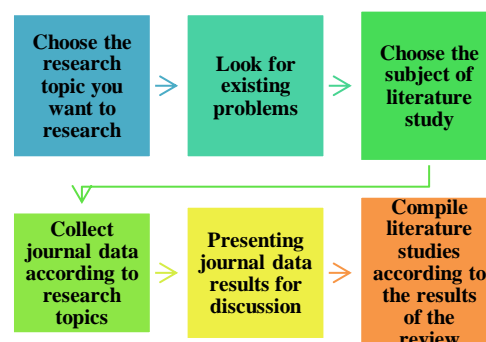 Choose the
research
topic you
want to
research
Look for
existing
problems
Choose the
subject of
literature
study
Collect
journal data
according to
research
topics
Presenting
journal data
results for
discussion
Compile
literature
studies
according to
the results
of the
review